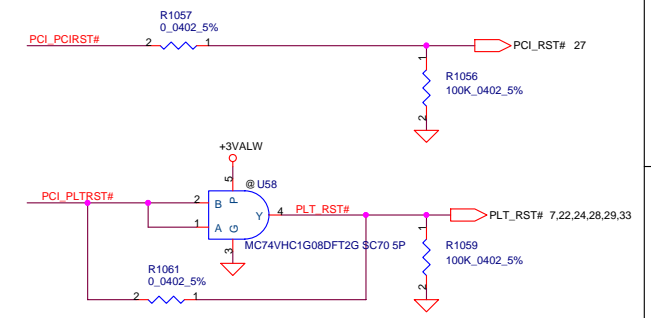 R1057
0_0402_5%
PCI_PCIRST#
2
1
PCI_RST# 27
1
R1056
100K_0402_5%
2
+3VALW
5
@ U58
PCI_PLTRST#
2
B
P
Y
4
PLT_RST#
PLT_RST# 7,22,24,28,29,33
1
A
G
3
MC74VHC1G08DFT2G SC70 5P
1
R1059
100K_0402_5%
2
R1061
0_0402_5%
2
1